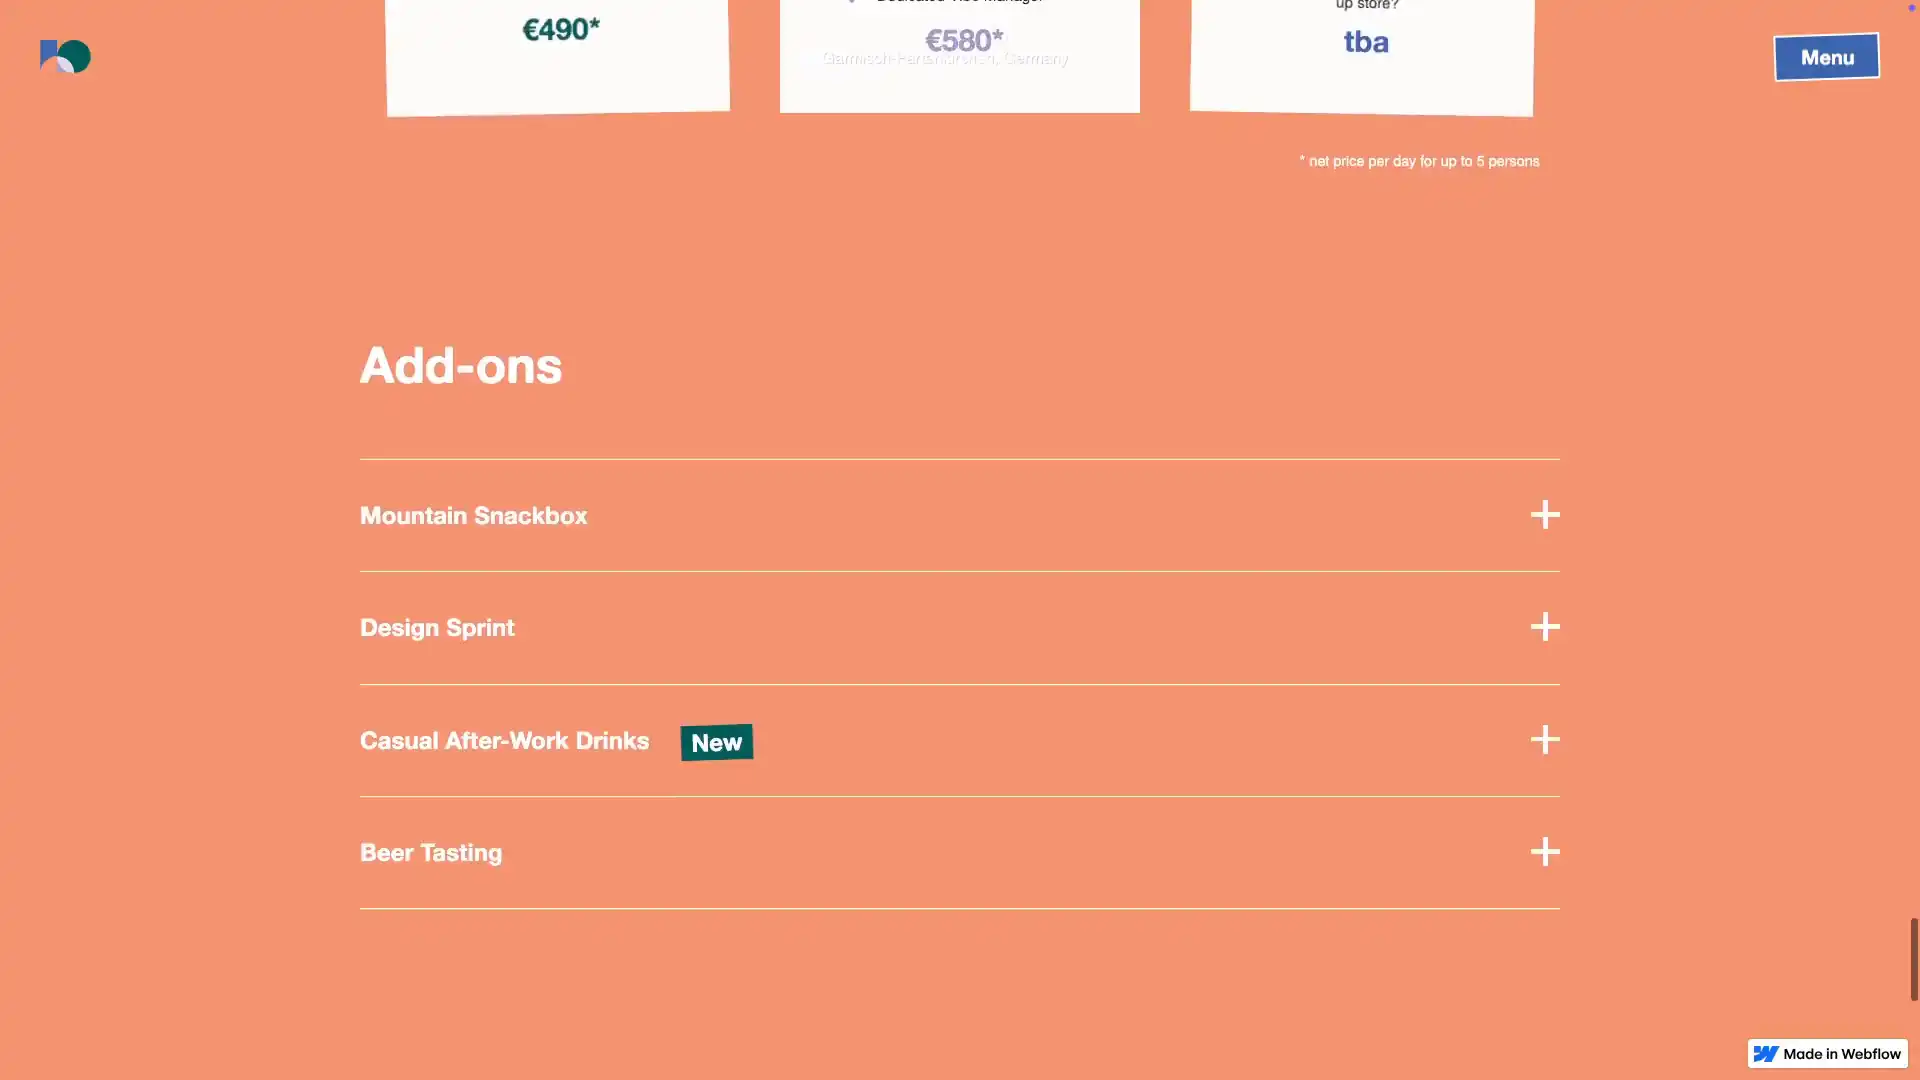 Dedicated Vibe Manager
up store?
€490*
€580*
tba
Garmisch-Partenkirchen, Germany
Menu
* net price per day for up to 5 persons
Add-ons
Mountain Snackbox
Design Sprint
Casual After-Work Drinks New
Beer Tasting
Made in Webflow